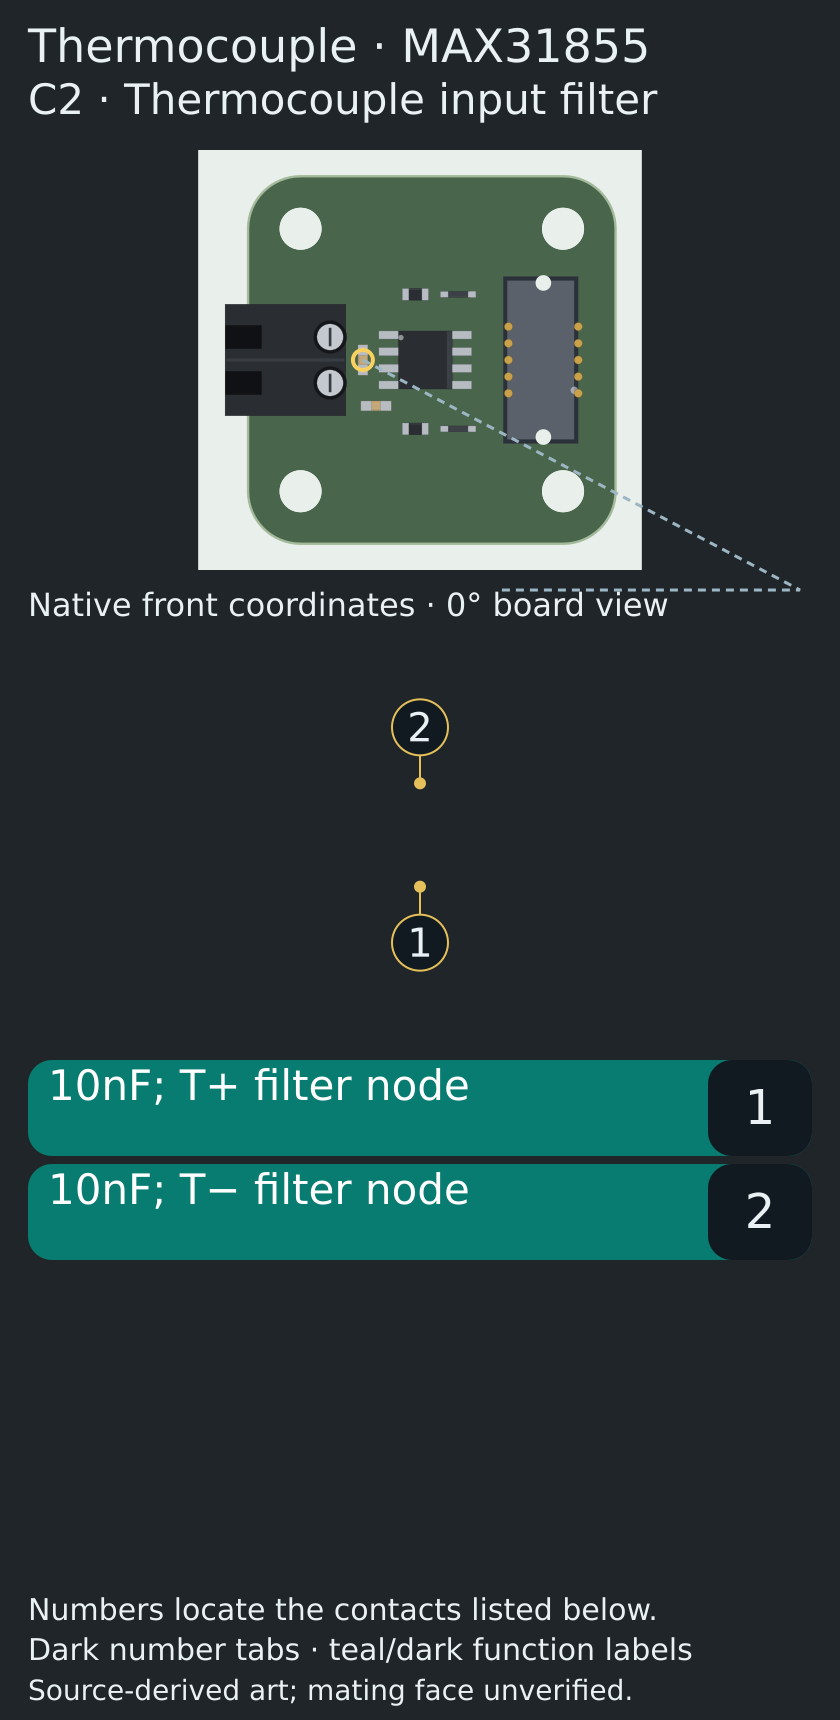 Thermocouple · MAX31855
C2 · Thermocouple input filter
Native front coordinates · 0° board view
2
1
10nF; T+ filter node 1
10nF; T− filter node 2
Numbers locate the contacts listed below.
Dark number tabs · teal/dark function labels
Source-derived art; mating face unverified.